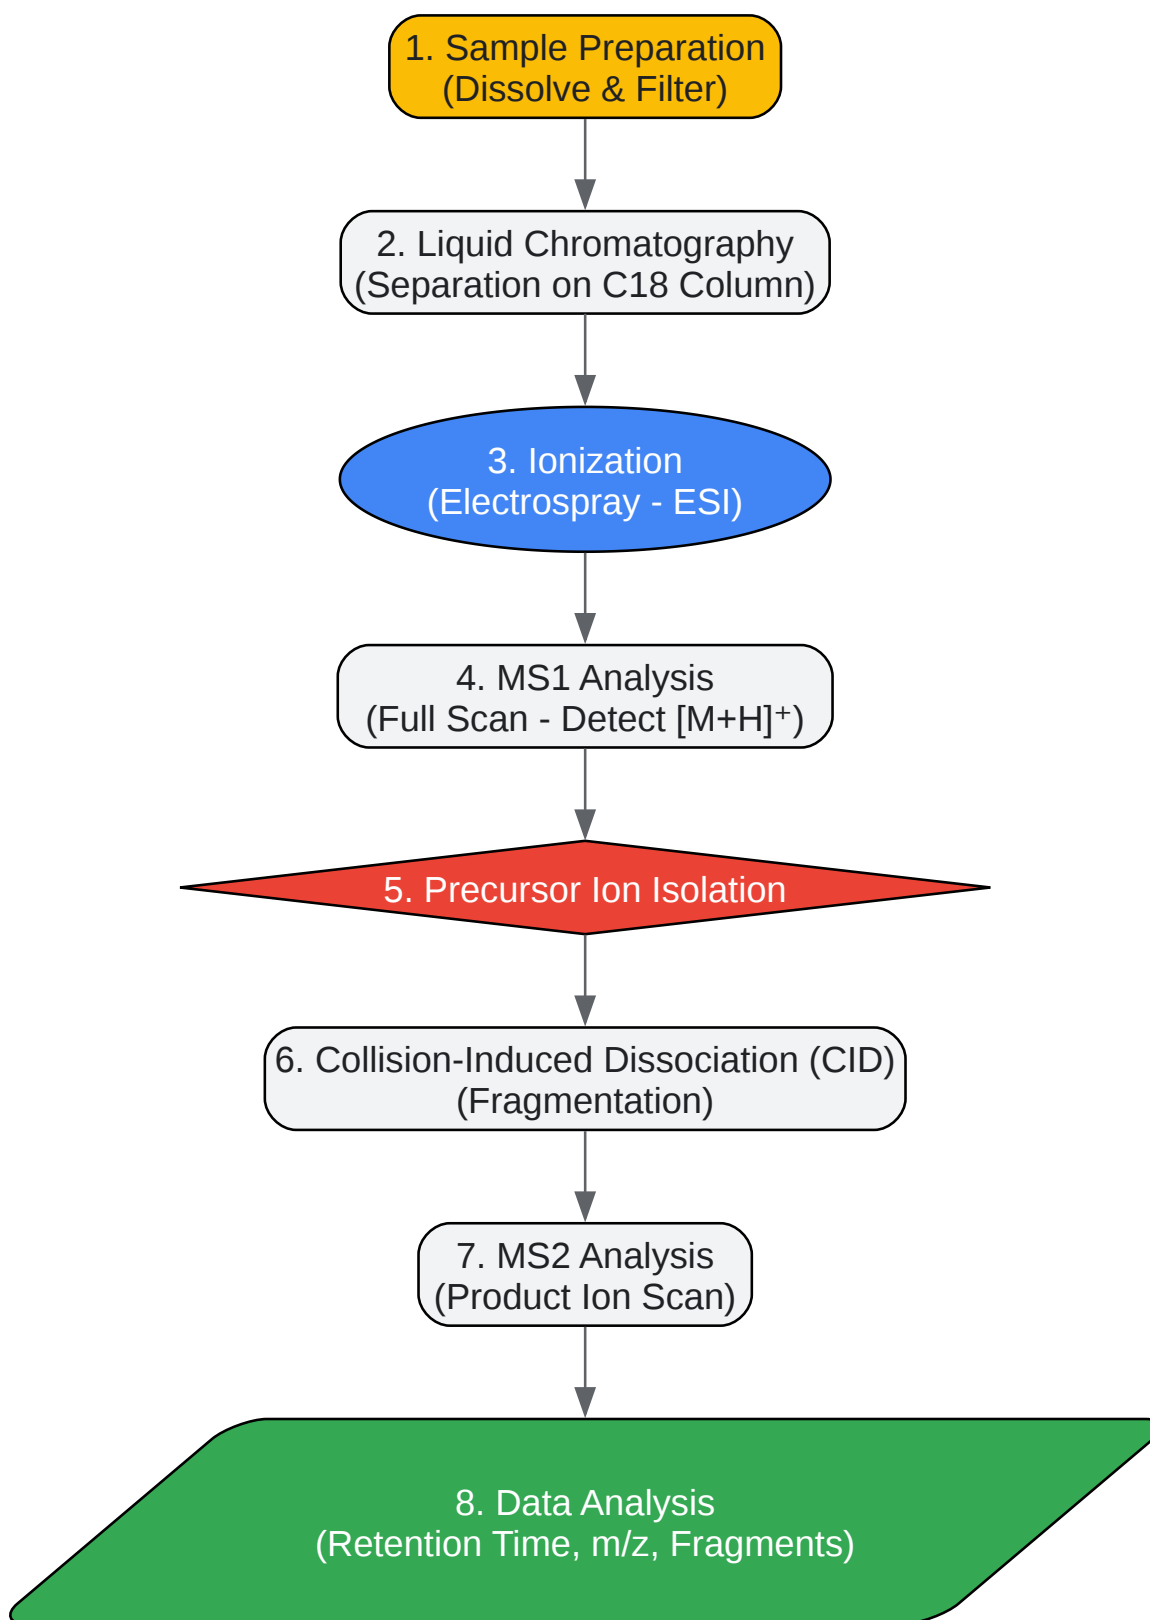 1. Sample Preparation
(Dissolve & Filter)
2. Liquid Chromatography
(Separation on C18 Column)
3. Ionization
(Electrospray - ESI)
4. MS1 Analysis
(Full Scan - Detect [M+H]⁺)
5. Precursor Ion Isolation
6. Collision-Induced Dissociation (CID)
(Fragmentation)
7. MS2 Analysis
(Product Ion Scan)
8. Data Analysis
(Retention Time, m/z, Fragments)